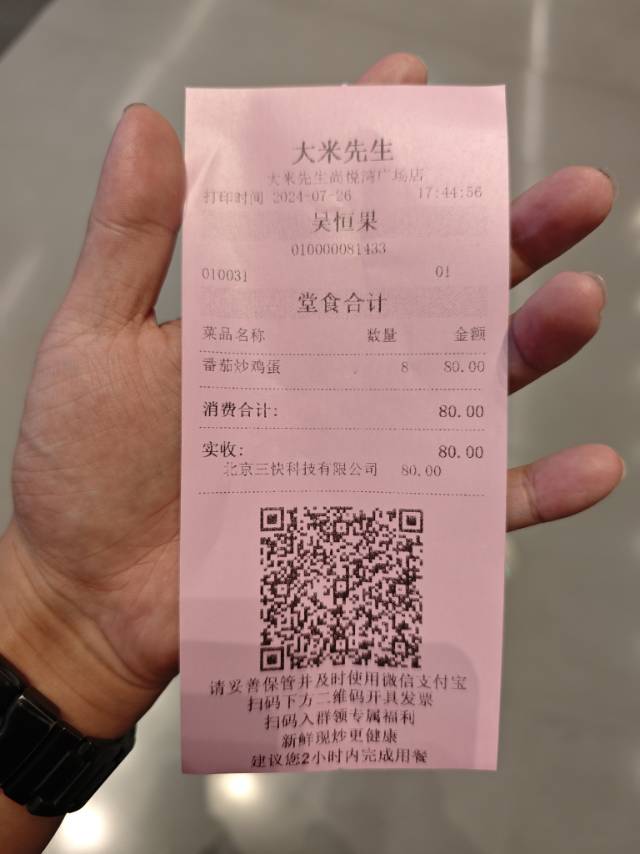 大米先生
大米先生尚悦湾广场店
打印时间 2024-07-26 17:44:56
吴恒果
010000081433
010031 01
堂食合计
菜品名称 数量 金额
番茄炒鸡蛋 8 80.00
消费合计: 80.00
实收: 80.00
北京三快科技有限公司 80.00
请妥善保管并及时使用微信支付宝
扫码下方二维码开具发票
扫码入群领专属福利
新鲜现炒更健康
建议您2小时内完成用餐